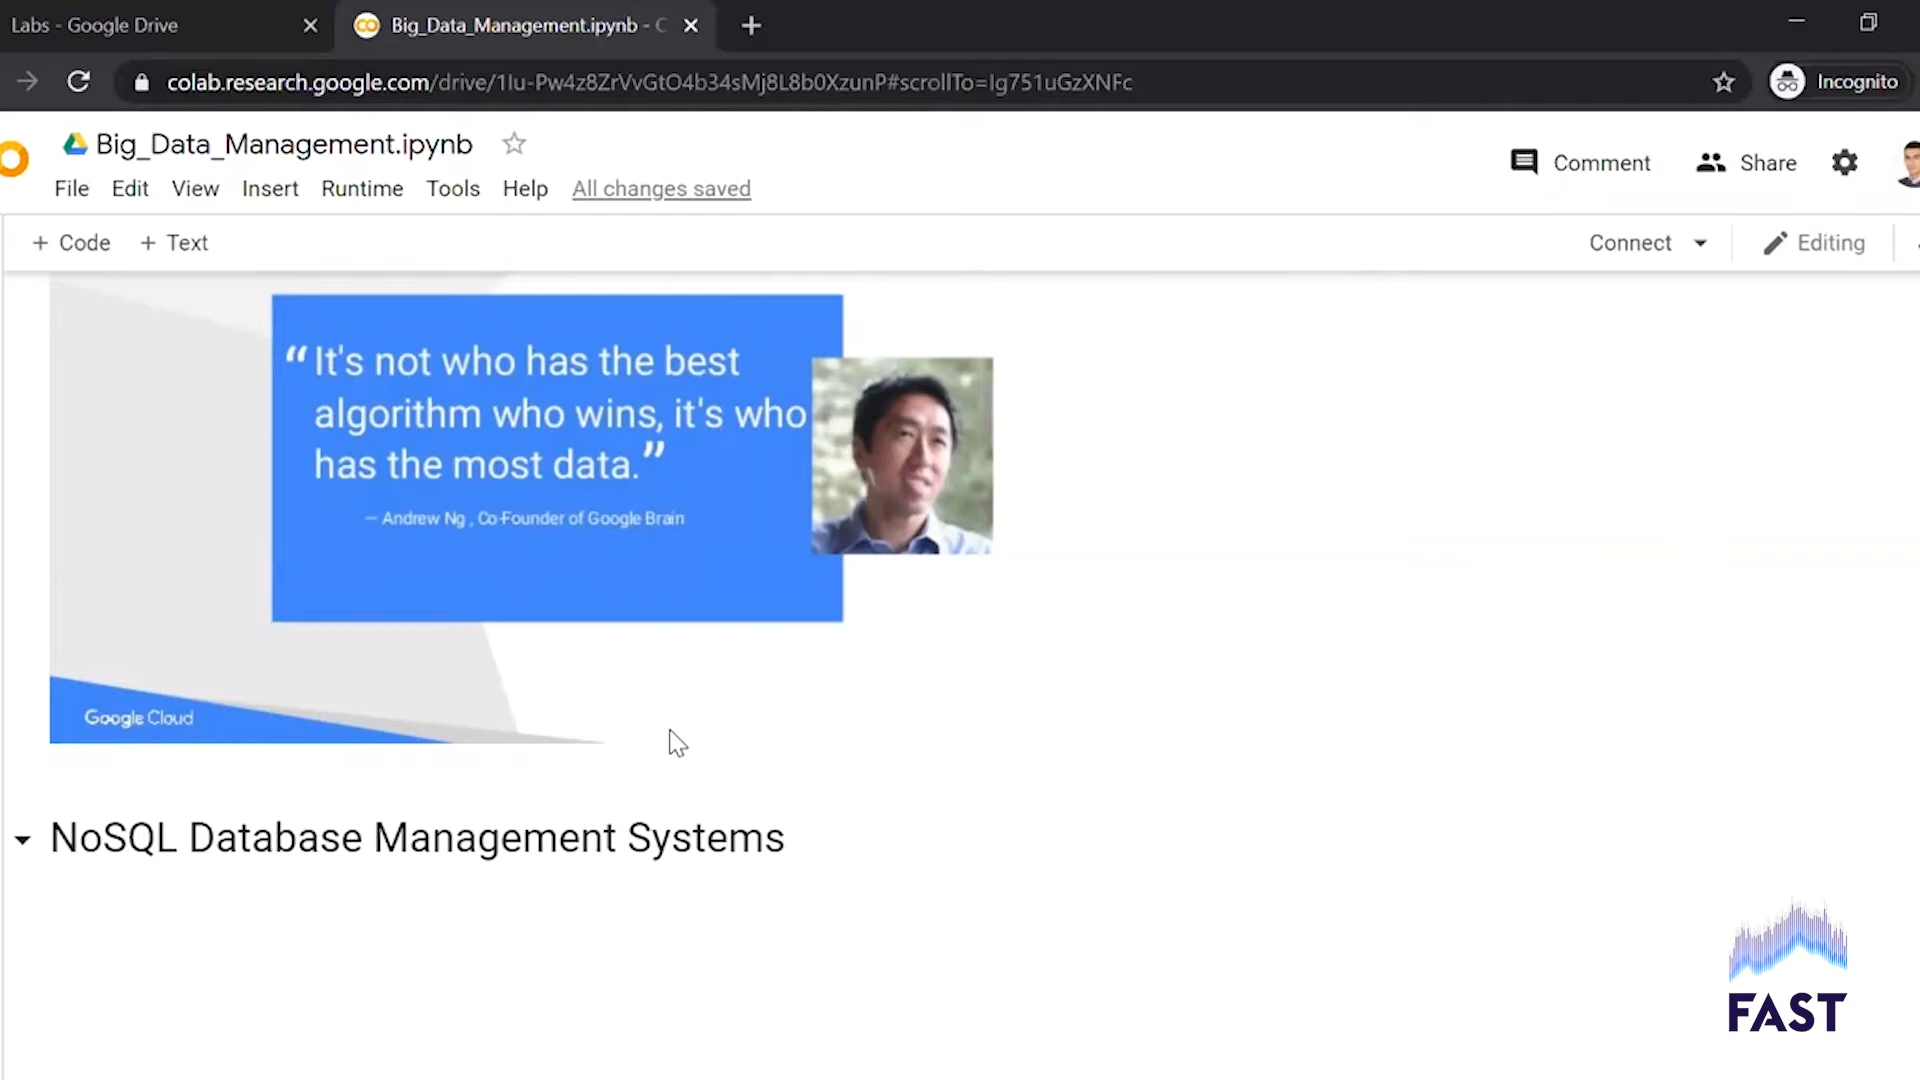 Labs - Google Drive
Big_Data_Management.ipynb - C
colab.research.google.com/drive/1Iu-Pw4z8ZrVvGtO4b34sMj8L8b0XzunP#scrollTo=Ig751uGzXNFc
Incognito
Big_Data_Management.ipynb
Comment
Share
File Edit View Insert Runtime Tools Help All changes saved
+ Code + Text
Connect
Editing
“It's not who has the best
algorithm who wins, it's who
has the most data.”
— Andrew Ng , Co-Founder of Google Brain
Google Cloud
NoSQL Database Management Systems
FAST